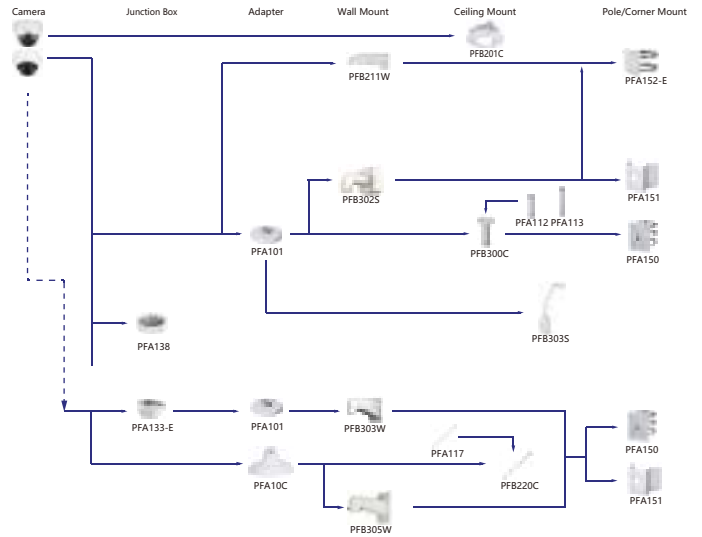 Camera Junction Box Adapter Wall Mount Ceiling Mount Pole/Corner Mount
PFB201C
PFB211W
PFA152-E
PFB302S
PFA151
PFA112 PFA113
PFA101
PFB300C
PFA150
PFB303S
PFA138
PFA133-E
PFA101
PFB303W
PFA117
PFA150
PFA10C
PFB220C
PFA151
PFB305W